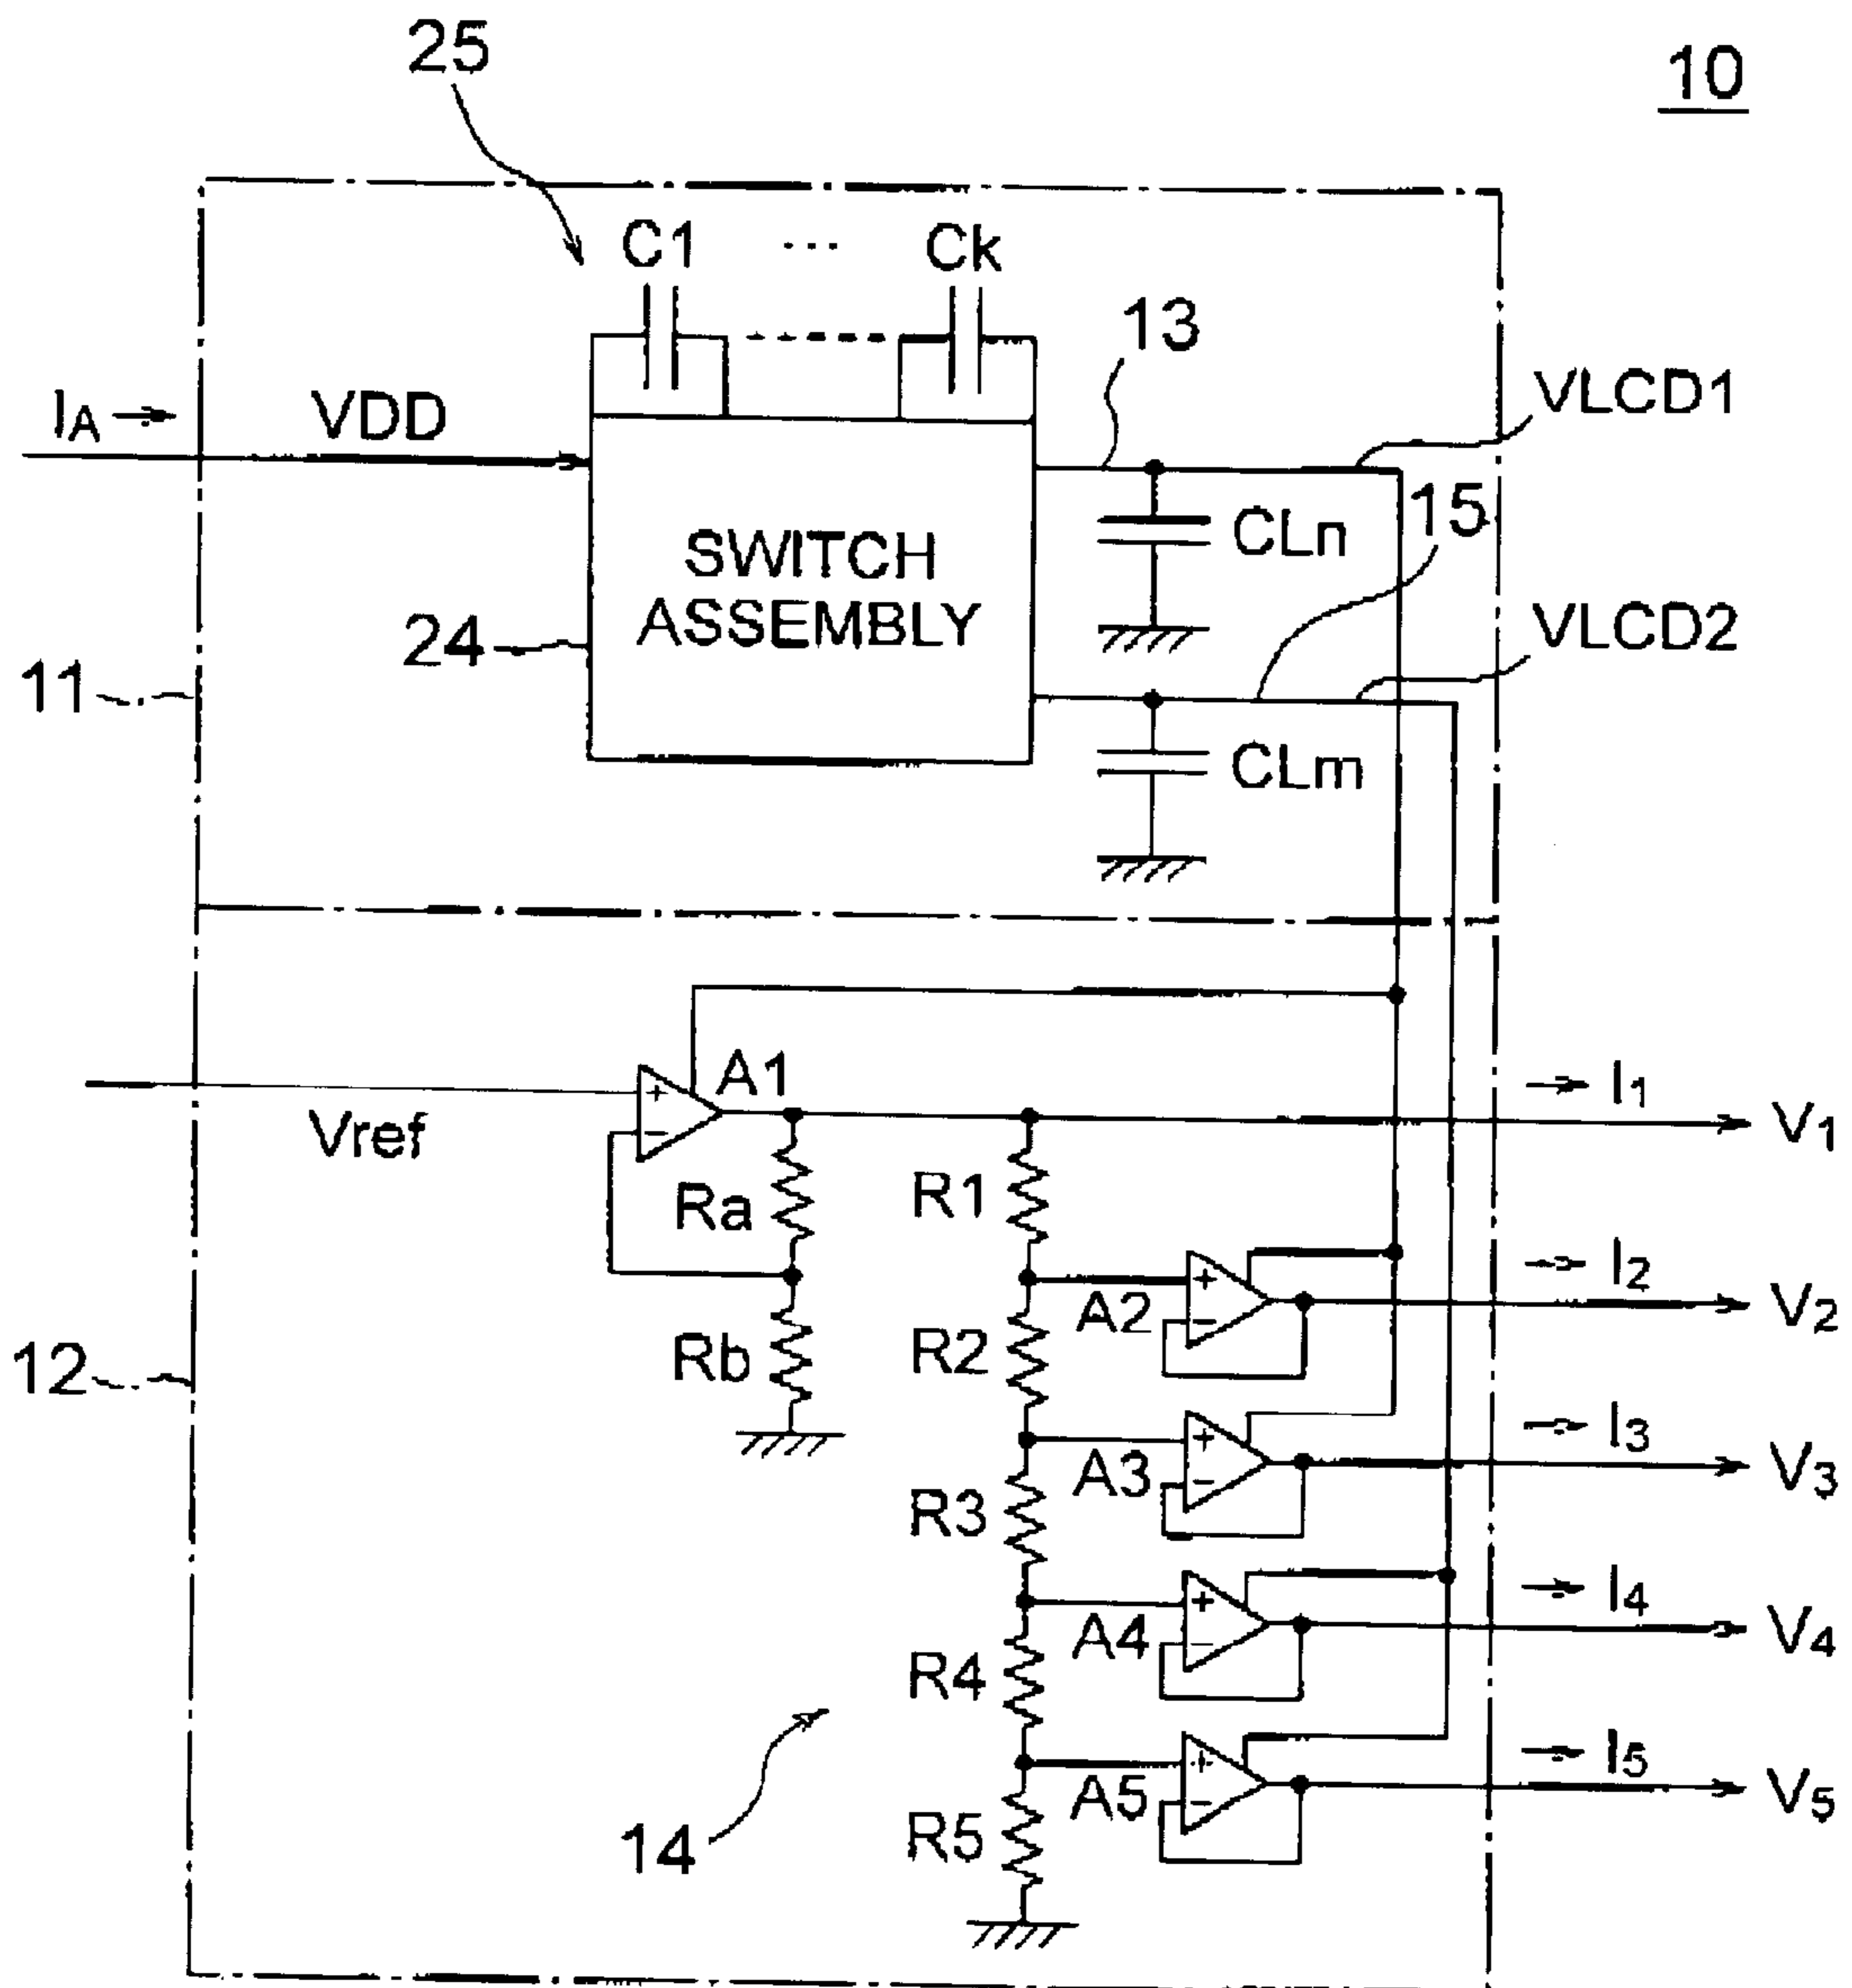 25
10
C1 ... Ck
13
IA VDD
VLCD1
15
CLn
SWITCH
ASSEMBLY
24
VLCD2
11
CLm
A1
+
−
Vref
I1
V1
Ra
R1
I2
+
−
A2
V2
Rb
R2
12
I3
+
−
A3
V3
R3
I4
+
−
A4
V4
R4
I5
+
−
A5
V5
14
R5